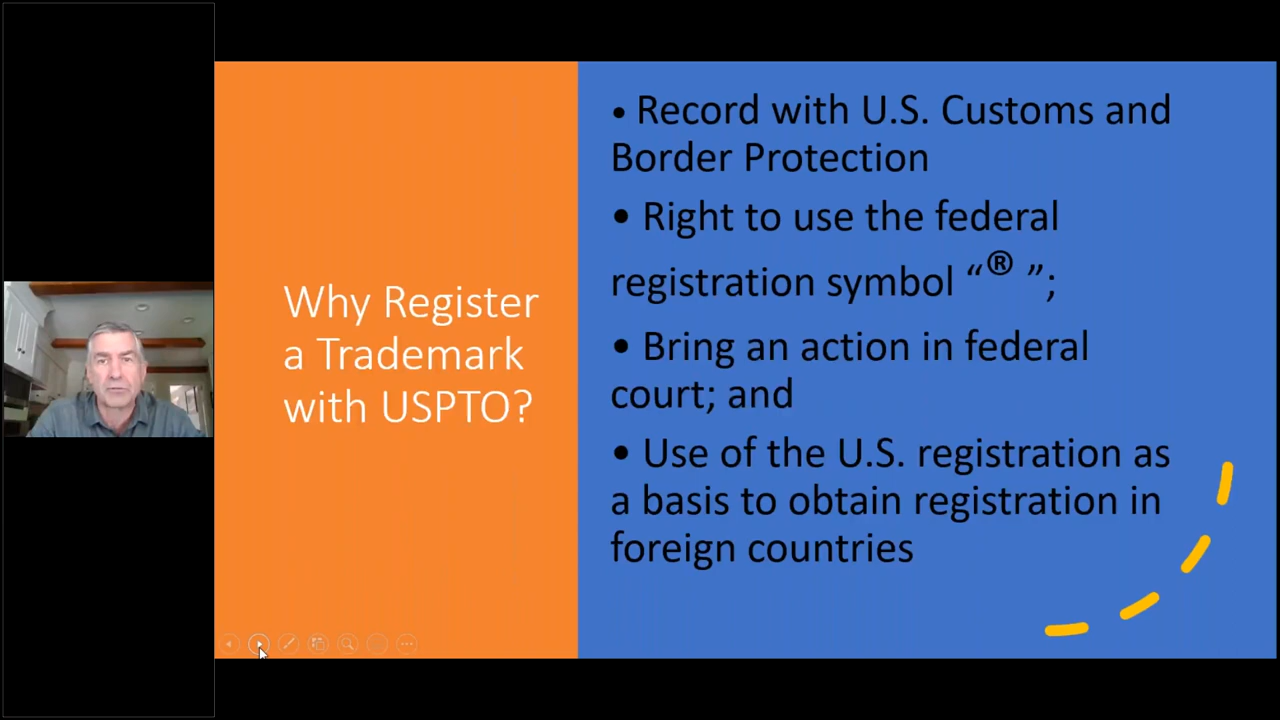 Why Register
a Trademark
with USPTO?
• Record with U.S. Customs and
Border Protection
• Right to use the federal
registration symbol “® ”;
• Bring an action in federal
court; and
• Use of the U.S. registration as
a basis to obtain registration in
foreign countries